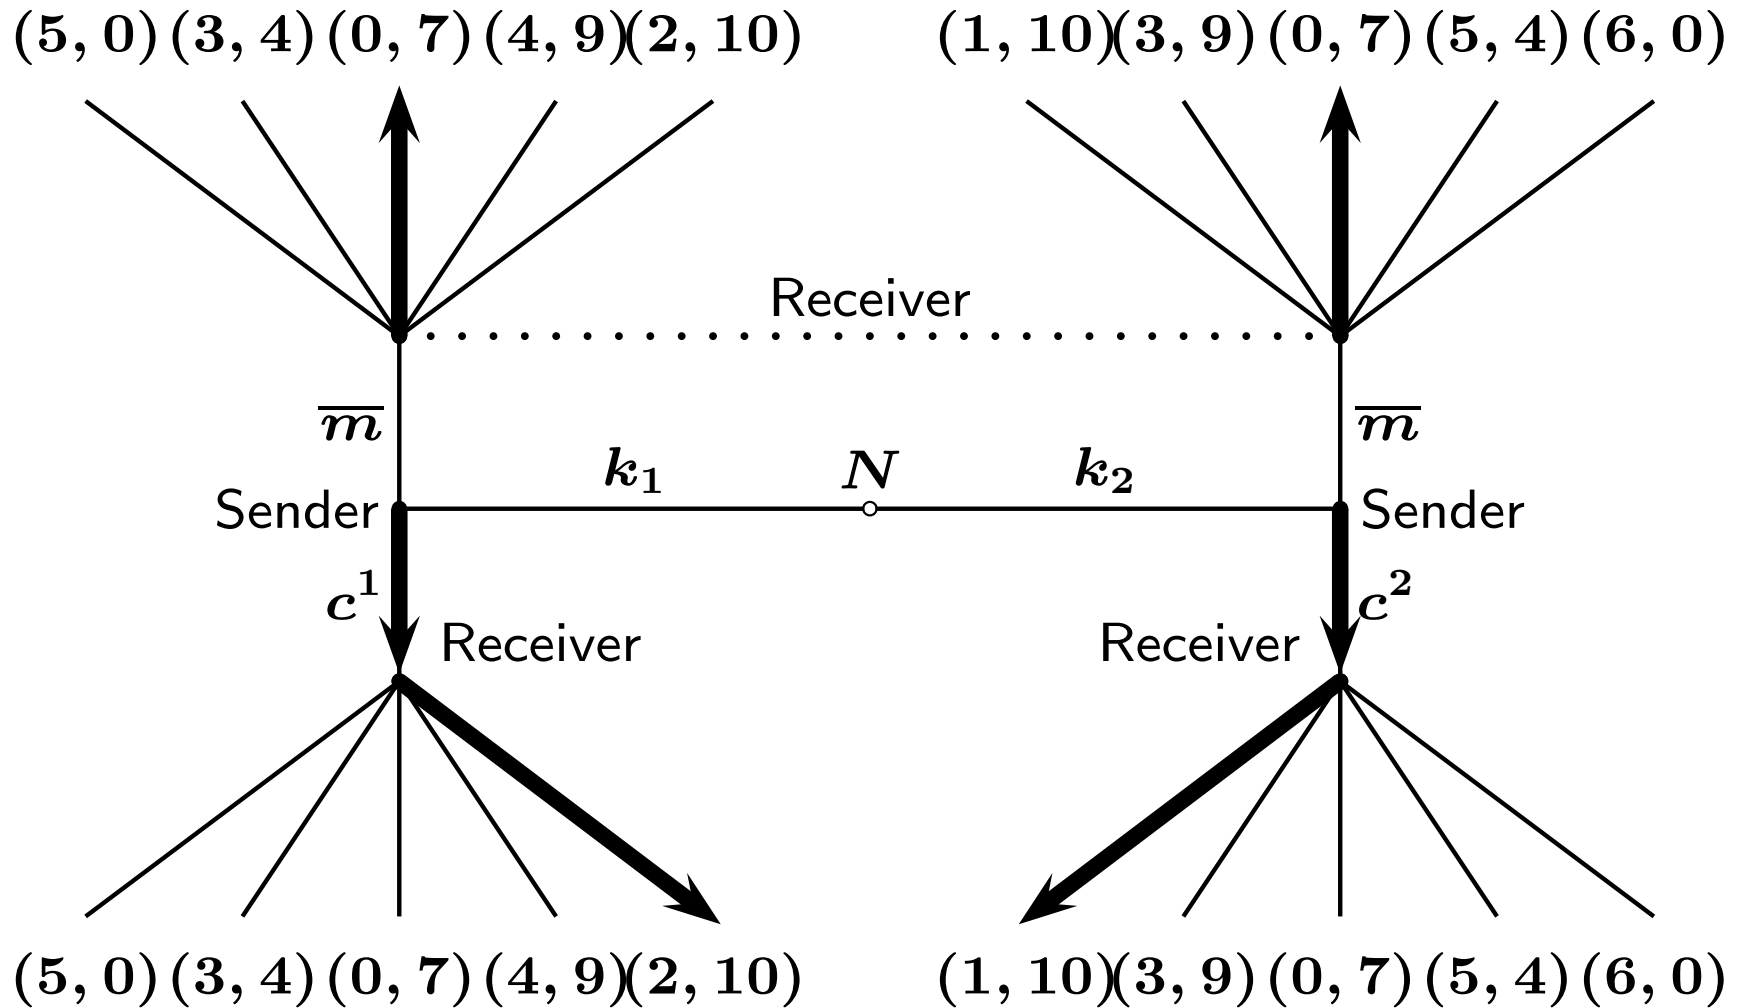 (5, 0) (3, 4) (0, 7) (4, 9) (2, 10) (1, 10) (3, 9) (0, 7) (5, 4) (6, 0)
Receiver
m̅ m̅
k₁ N k₂
Sender Sender
c¹ c²
Receiver Receiver
(5, 0) (3, 4) (0, 7) (4, 9) (2, 10) (1, 10) (3, 9) (0, 7) (5, 4) (6, 0)